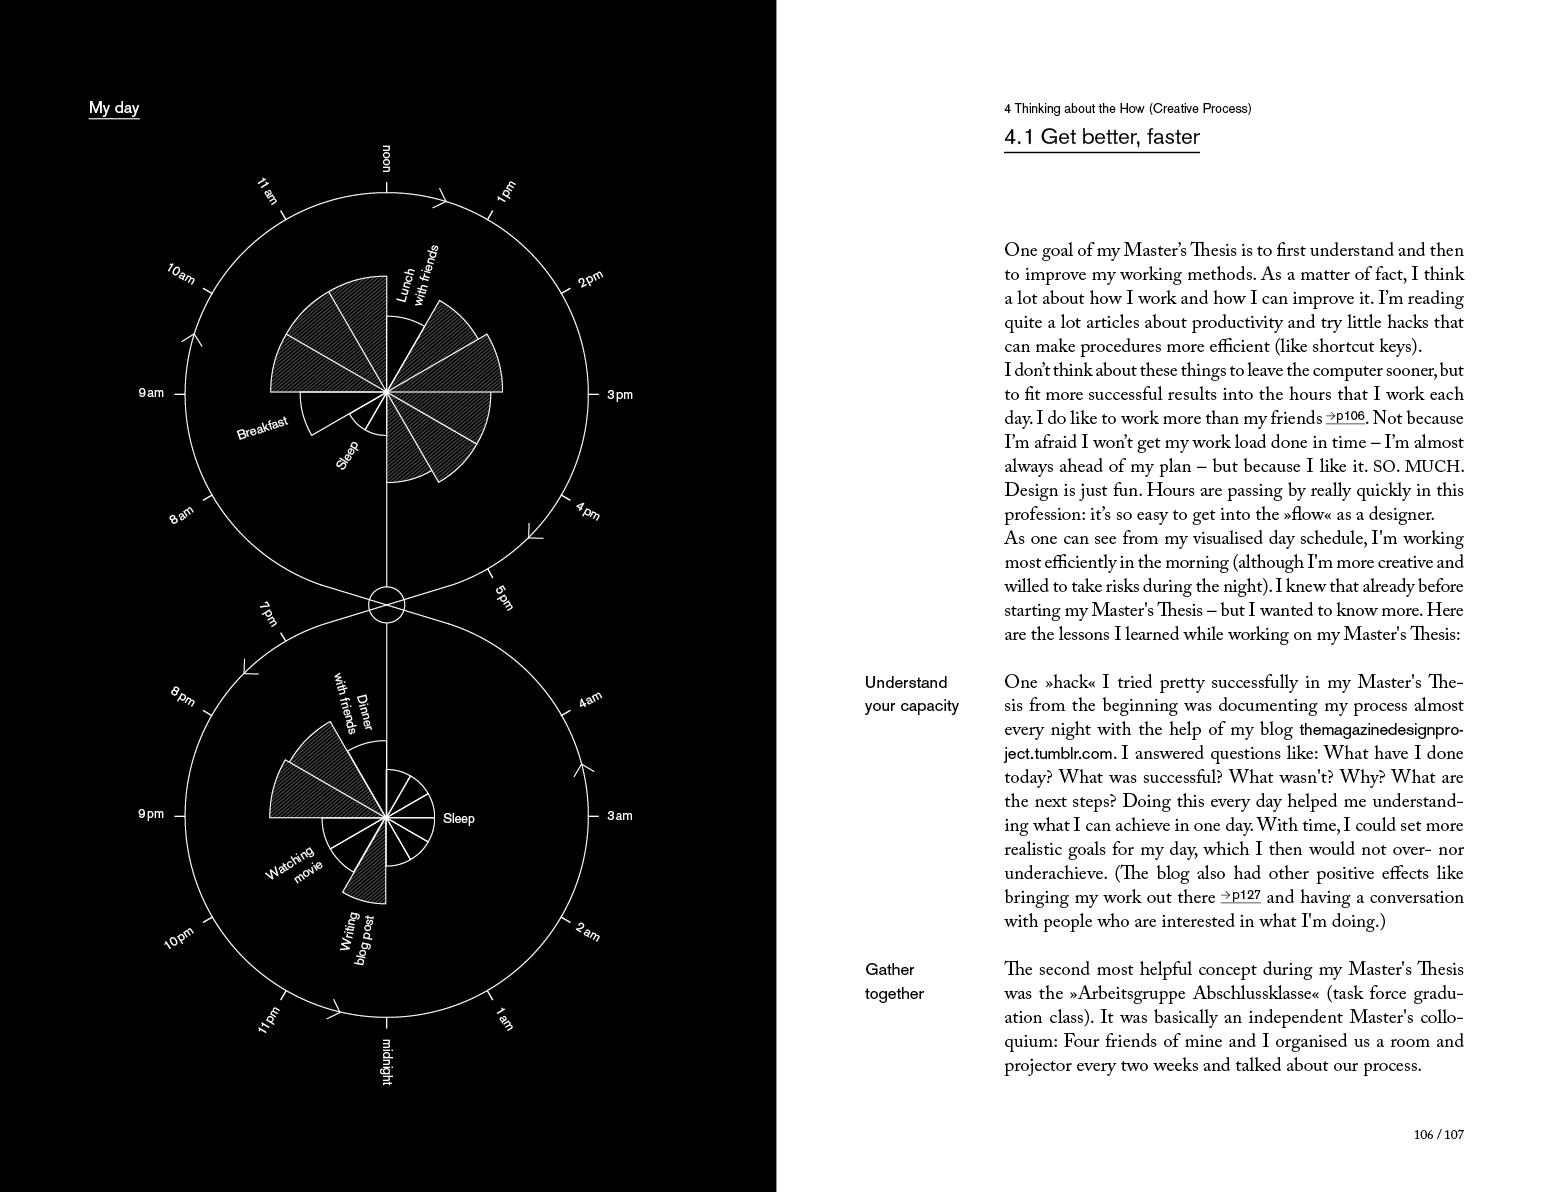 My day
noon
1pm
2pm
3pm
4pm
5pm
7pm
8pm
9pm
10pm
11pm
midnight
1am
2am
3am
4am
8am
9am
10am
11am
Lunch
with friends
Breakfast
Sleep
Dinner
with friends
Sleep
Watching
movie
Writing
blog post
4 Thinking about the How (Creative Process)
4.1 Get better, faster
One goal of my Master’s Thesis is to first understand and then
to improve my working methods. As a matter of fact, I think
a lot about how I work and how I can improve it. I’m reading
quite a lot articles about productivity and try little hacks that
can make procedures more efficient (like shortcut keys).
I don’t think about these things to leave the computer sooner, but
to fit more successful results into the hours that I work each
day. I do like to work more than my friends →p106. Not because
I’m afraid I won’t get my work load done in time – I’m almost
always ahead of my plan – but because I like it. SO. MUCH.
Design is just fun. Hours are passing by really quickly in this
profession: it’s so easy to get into the »flow« as a designer.
As one can see from my visualised day schedule, I'm working
most efficiently in the morning (although I'm more creative and
willed to take risks during the night). I knew that already before
starting my Master's Thesis – but I wanted to know more. Here
are the lessons I learned while working on my Master's Thesis:
Understand
your capacity
One »hack« I tried pretty successfully in my Master's The-
sis from the beginning was documenting my process almost
every night with the help of my blog themagazinedesignpro-
ject.tumblr.com. I answered questions like: What have I done
today? What was successful? What wasn't? Why? What are
the next steps? Doing this every day helped me understand-
ing what I can achieve in one day. With time, I could set more
realistic goals for my day, which I then would not over- nor
underachieve. (The blog also had other positive effects like
bringing my work out there →p127 and having a conversation
with people who are interested in what I'm doing.)
Gather
together
The second most helpful concept during my Master's Thesis
was the »Arbeitsgruppe Abschlussklasse« (task force gradu-
ation class). It was basically an independent Master's collo-
quium: Four friends of mine and I organised us a room and
projector every two weeks and talked about our process.
106 / 107